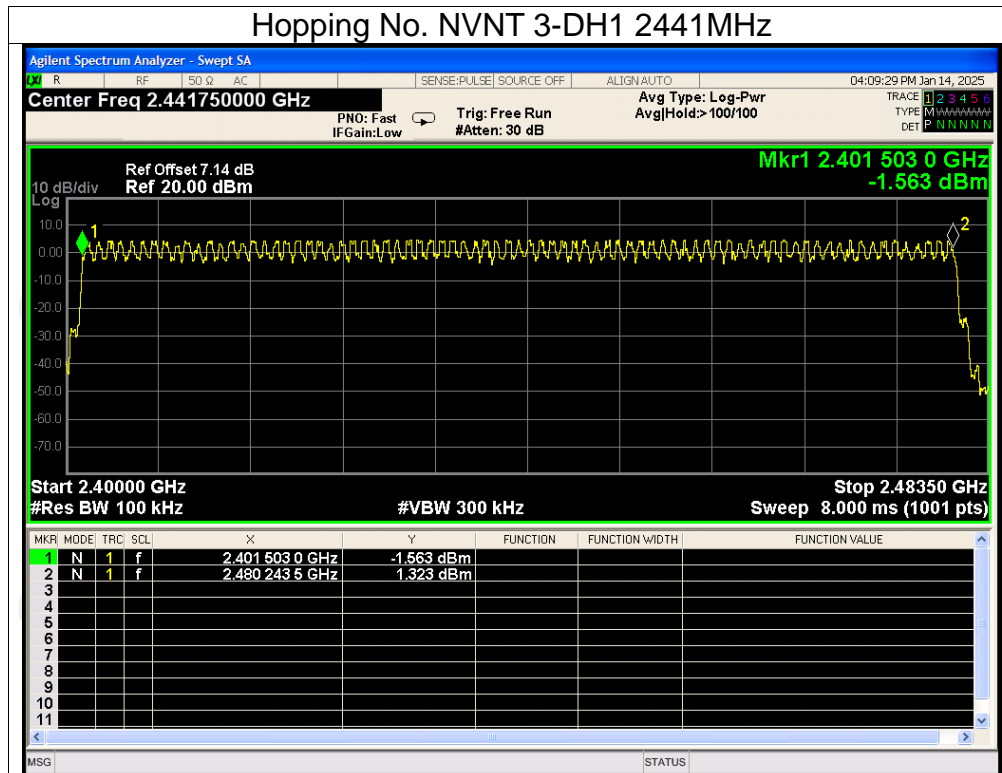 Hopping No. NVNT 3-DH1 2441MHz
Agilent Spectrum Analyzer - Swept SA
LXI R RF 50 Ω AC SENSE:PULSE SOURCE OFF ALIGN AUTO 04:09:29 PM Jan 14, 2025
Center Freq 2.441750000 GHz
PNO: Fast
IFGain:Low
Trig: Free Run
#Atten: 30 dB
Avg Type: Log-Pwr
Avg|Hold:>100/100
TRACE 1 2 3 4 5 6
TYPE M WWWWW
DET P N N N N N
Ref Offset 7.14 dB
10 dB/div Ref 20.00 dBm
Log
Mkr1 2.401 503 0 GHz
-1.563 dBm
10.0
0.00
-10.0
-20.0
-30.0
-40.0
-50.0
-60.0
-70.0
1
2
Start 2.40000 GHz Stop 2.48350 GHz
#Res BW 100 kHz #VBW 300 kHz Sweep 8.000 ms (1001 pts)
MKR MODE TRC SCL X Y FUNCTION FUNCTION WIDTH FUNCTION VALUE
1 N 1 f 2.401 503 0 GHz -1.563 dBm
2 N 1 f 2.480 243 5 GHz 1.323 dBm
3
4
5
6
7
8
9
10
11
MSG STATUS